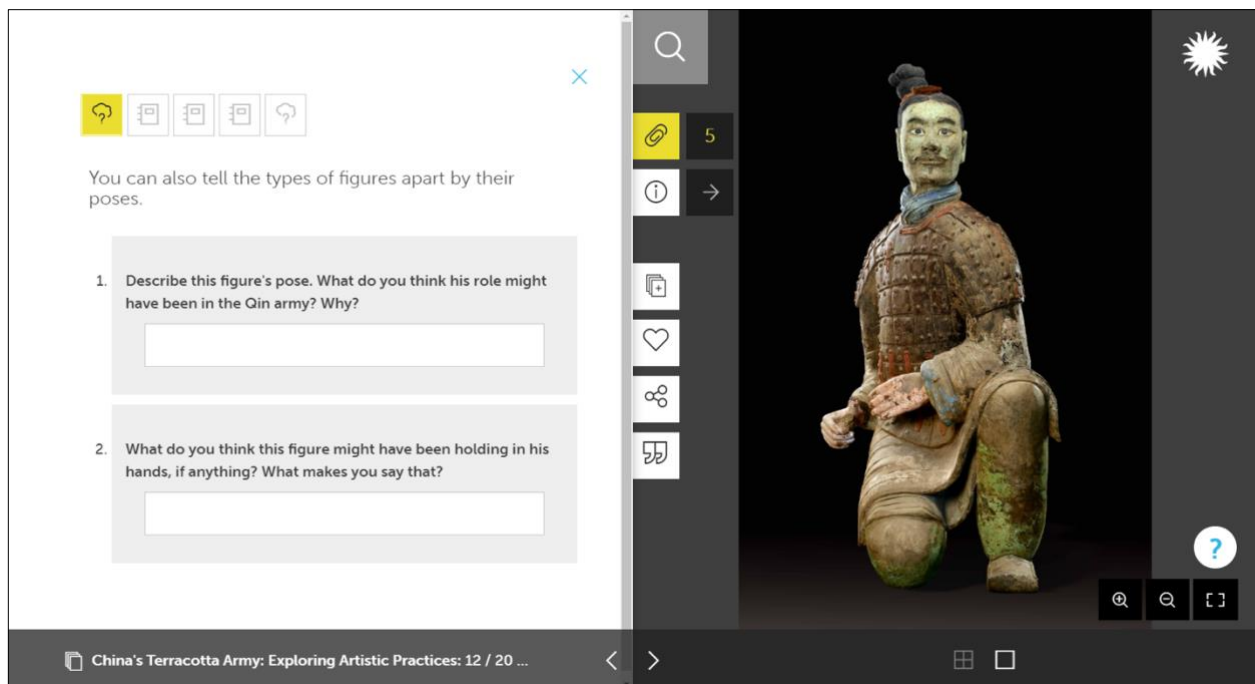 You can also tell the types of figures apart by their
poses.
1. Describe this figure's pose. What do you think his role might
have been in the Qin army? Why?
2. What do you think this figure might have been holding in his
hands, if anything? What makes you say that?
China's Terracotta Army: Exploring Artistic Practices: 12 / 20 ...
5
?